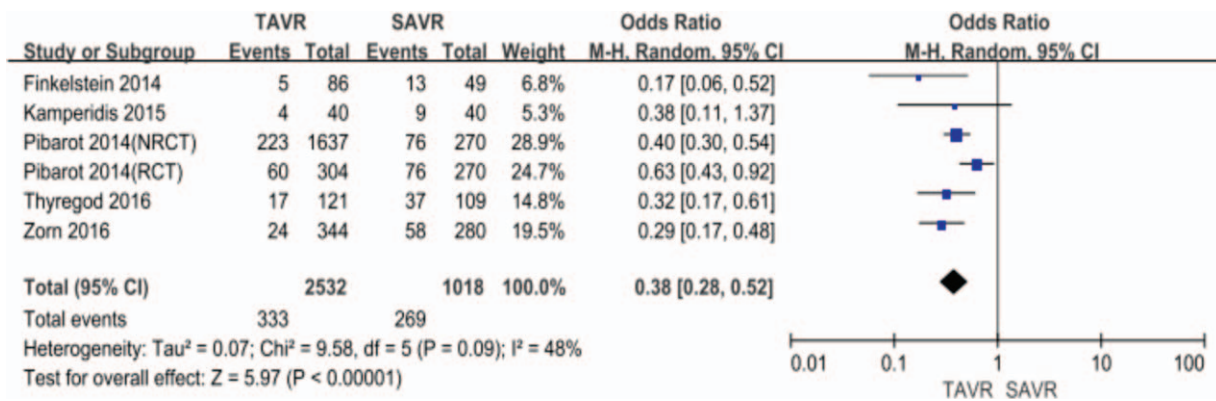 TAVR SAVR Odds Ratio Odds Ratio
Study or Subgroup Events Total Events Total Weight M-H, Random, 95% CI M-H, Random, 95% CI
Finkelstein 2014 5 86 13 49 6.8% 0.17 [0.06, 0.52]
Kamperidis 2015 4 40 9 40 5.3% 0.38 [0.11, 1.37]
Pibarot 2014(NRCT) 223 1637 76 270 28.9% 0.40 [0.30, 0.54]
Pibarot 2014(RCT) 60 304 76 270 24.7% 0.63 [0.43, 0.92]
Thyregod 2016 17 121 37 109 14.8% 0.32 [0.17, 0.61]
Zorn 2016 24 344 58 280 19.5% 0.29 [0.17, 0.48]
Total (95% CI) 2532 1018 100.0% 0.38 [0.28, 0.52]
Total events 333 269
Heterogeneity: Tau² = 0.07; Chi² = 9.58, df = 5 (P = 0.09); I² = 48%
Test for overall effect: Z = 5.97 (P < 0.00001)
0.01 0.1 1 10 100
TAVR SAVR